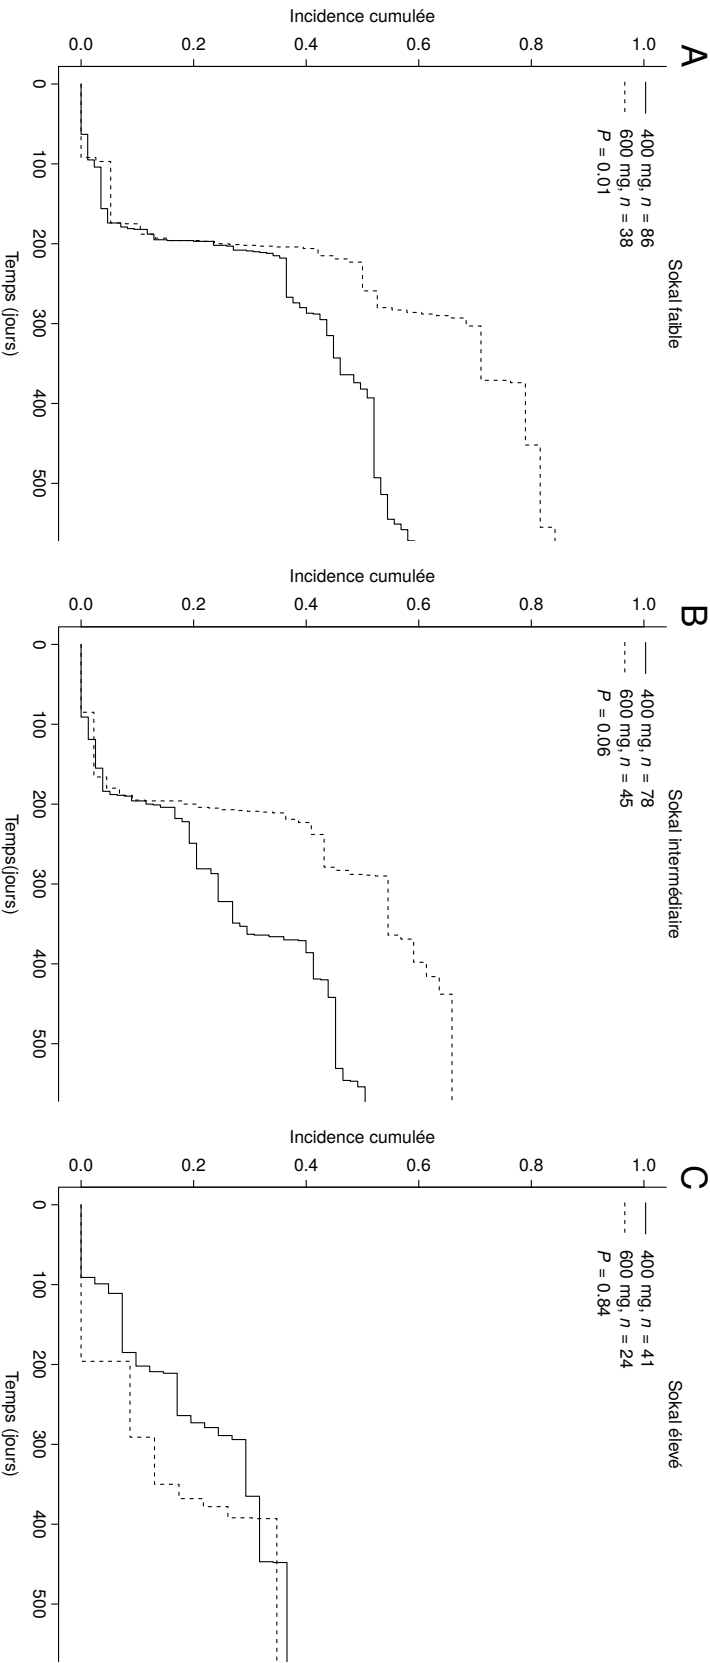 A
Sokal faible
400 mg, n = 86
600 mg, n = 38
P = 0.01
Incidence cumulée
1.0
0.8
0.6
0.4
0.2
0.0
0 100 200 300 400 500
Temps (jours)
B
Sokal intermédiaire
400 mg, n = 78
600 mg, n = 45
P = 0.06
Incidence cumulée
1.0
0.8
0.6
0.4
0.2
0.0
0 100 200 300 400 500
Temps(jours)
C
Sokal élevé
400 mg, n = 41
600 mg, n = 24
P = 0.84
Incidence cumulée
1.0
0.8
0.6
0.4
0.2
0.0
0 100 200 300 400 500
Temps (jours)